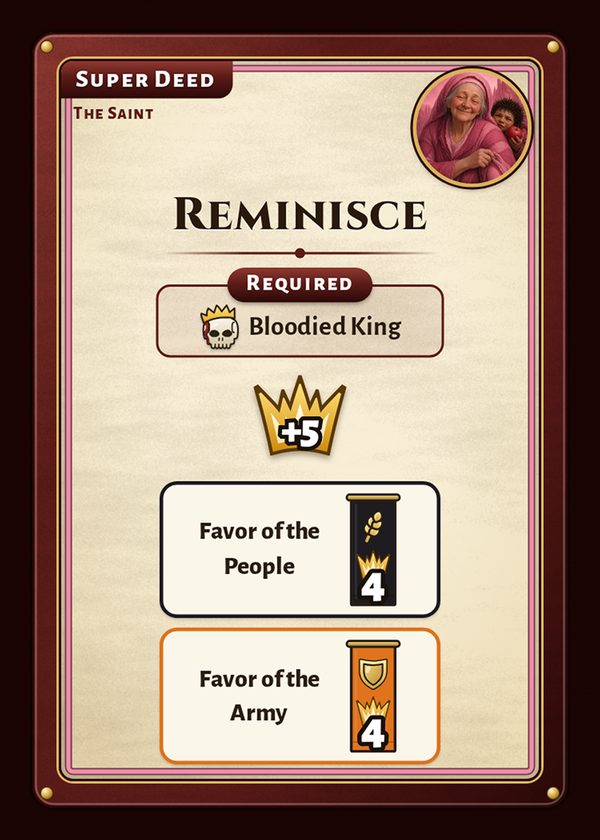 Super Deed
The Saint
Reminisce
Required
Bloodied King
+5
Favor of the
People
4
Favor of the
Army
4